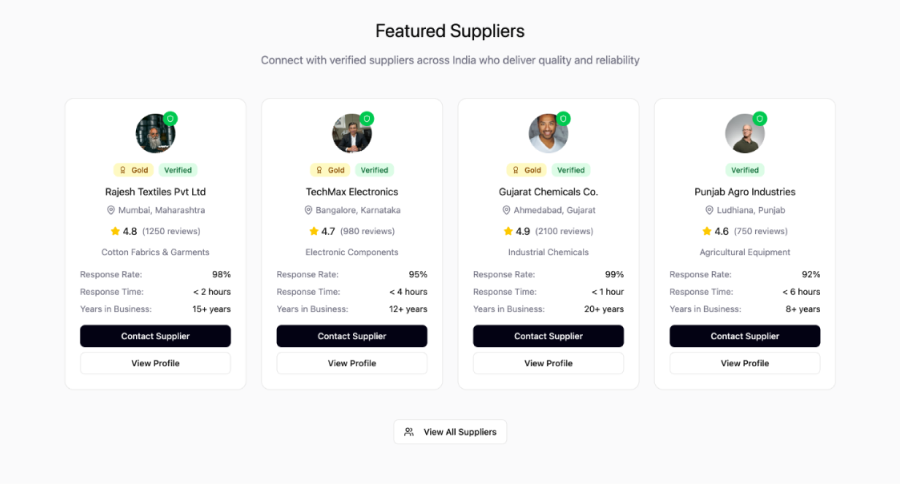 Featured Suppliers
Connect with verified suppliers across India who deliver quality and reliability
Gold Verified
Rajesh Textiles Pvt Ltd
Mumbai, Maharashtra
4.8 (1250 reviews)
Cotton Fabrics & Garments
Response Rate: 98%
Response Time: < 2 hours
Years in Business: 15+ years
Contact Supplier
View Profile
Gold Verified
TechMax Electronics
Bangalore, Karnataka
4.7 (980 reviews)
Electronic Components
Response Rate: 95%
Response Time: < 4 hours
Years in Business: 12+ years
Contact Supplier
View Profile
Gold Verified
Gujarat Chemicals Co.
Ahmedabad, Gujarat
4.9 (2100 reviews)
Industrial Chemicals
Response Rate: 99%
Response Time: < 1 hour
Years in Business: 20+ years
Contact Supplier
View Profile
Verified
Punjab Agro Industries
Ludhiana, Punjab
4.6 (750 reviews)
Agricultural Equipment
Response Rate: 92%
Response Time: < 6 hours
Years in Business: 8+ years
Contact Supplier
View Profile
View All Suppliers